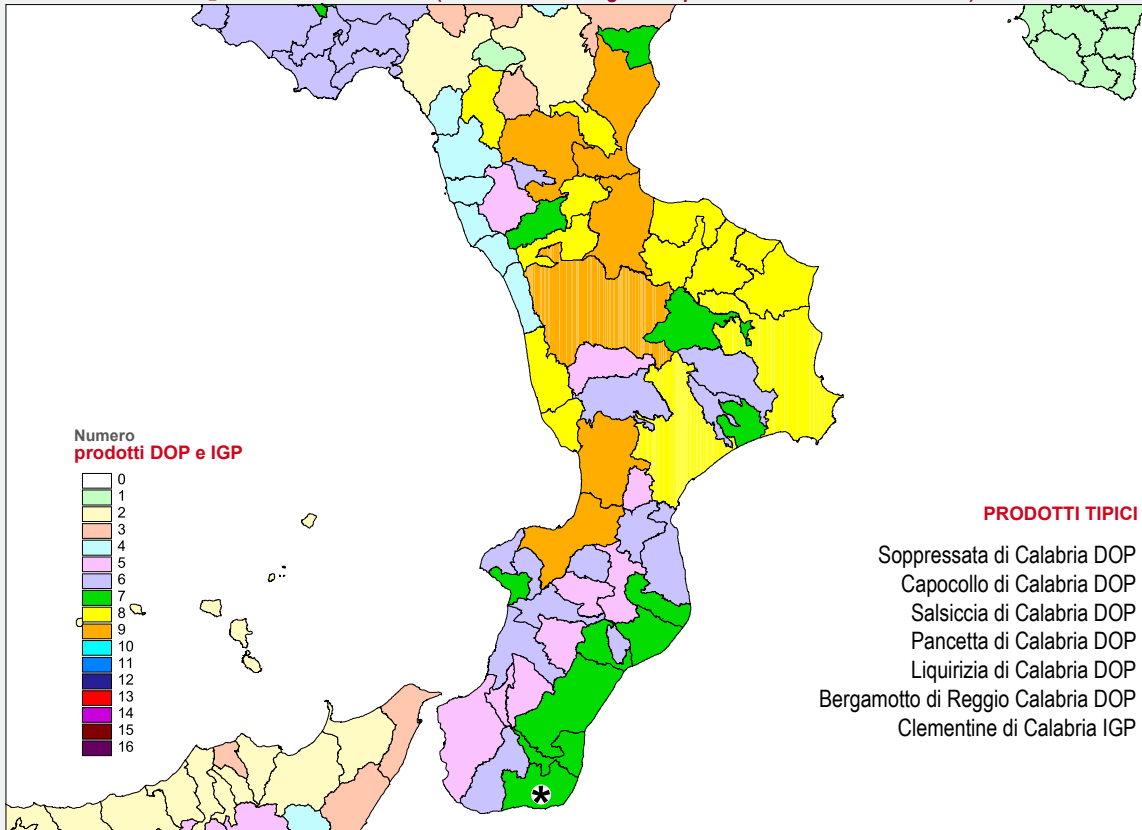 Numero
prodotti DOP e IGP
0
1
2
3
4
5
6
7
8
9
10
11
12
13
14
15
16
*
PRODOTTI TIPICI
Soppressata di Calabria DOP
Capocollo di Calabria DOP
Salsiccia di Calabria DOP
Pancetta di Calabria DOP
Liquirizia di Calabria DOP
Bergamotto di Reggio Calabria DOP
Clementine di Calabria IGP